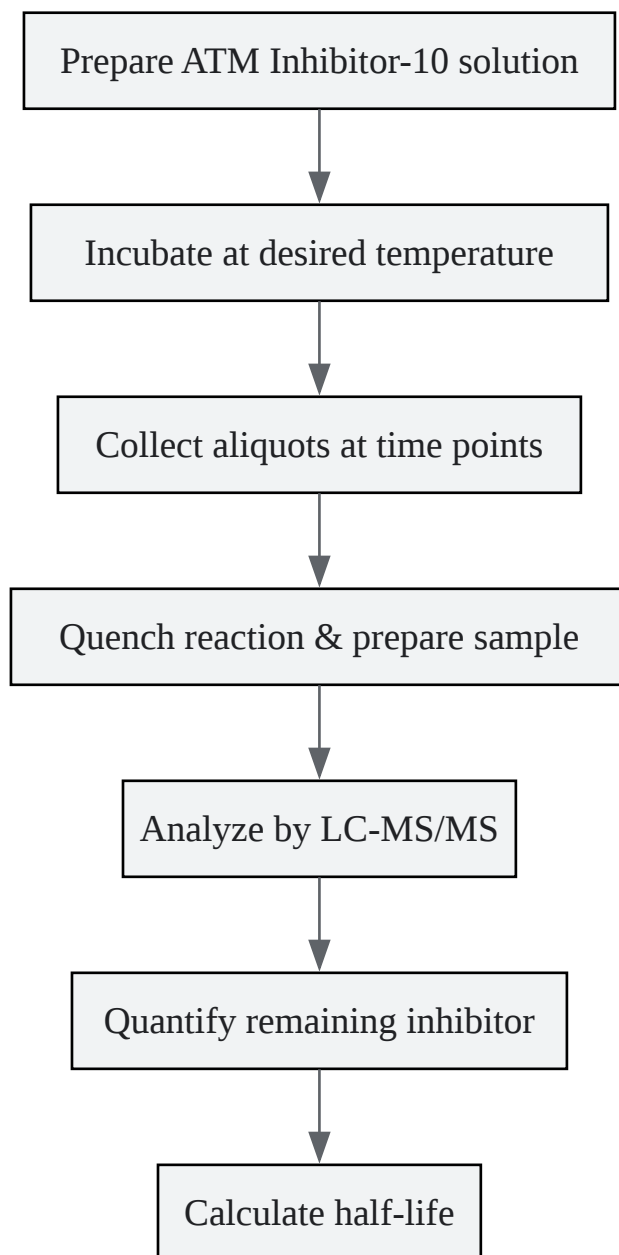 Prepare ATM Inhibitor-10 solution
Incubate at desired temperature
Collect aliquots at time points
Quench reaction & prepare sample
Analyze by LC-MS/MS
Quantify remaining inhibitor
Calculate half-life